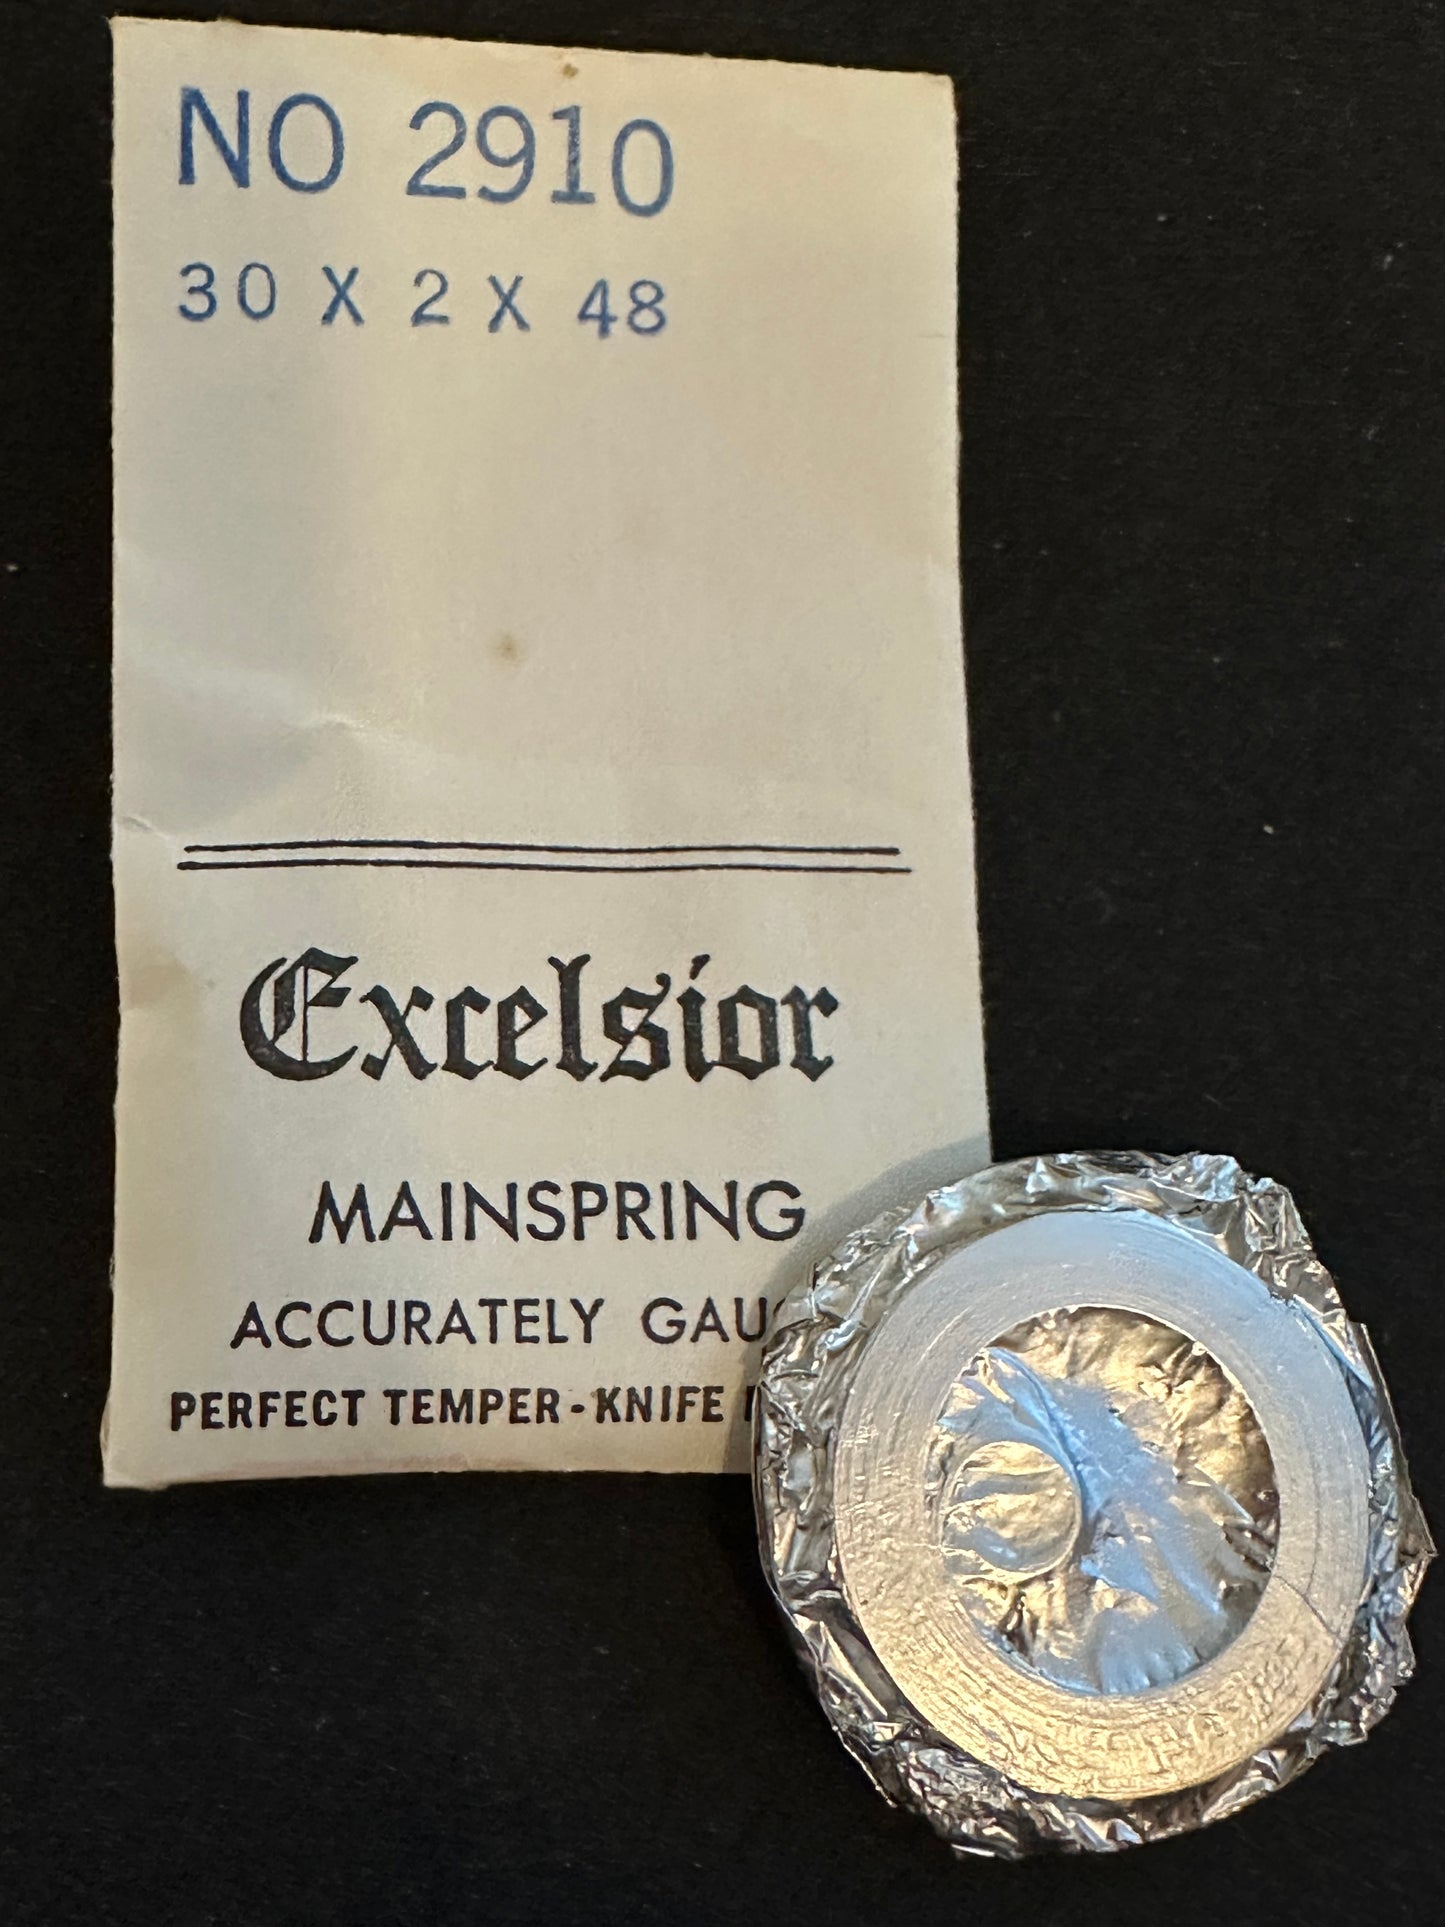 NO 2910
30 X 2 X 48
Excelsior
MAINSPRING
ACCURATELY
PERFECT TEMPER-KNIFE